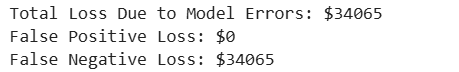 Total Loss Due to Model Errors: $34065
False Positive Loss: $0
False Negative Loss: $34065